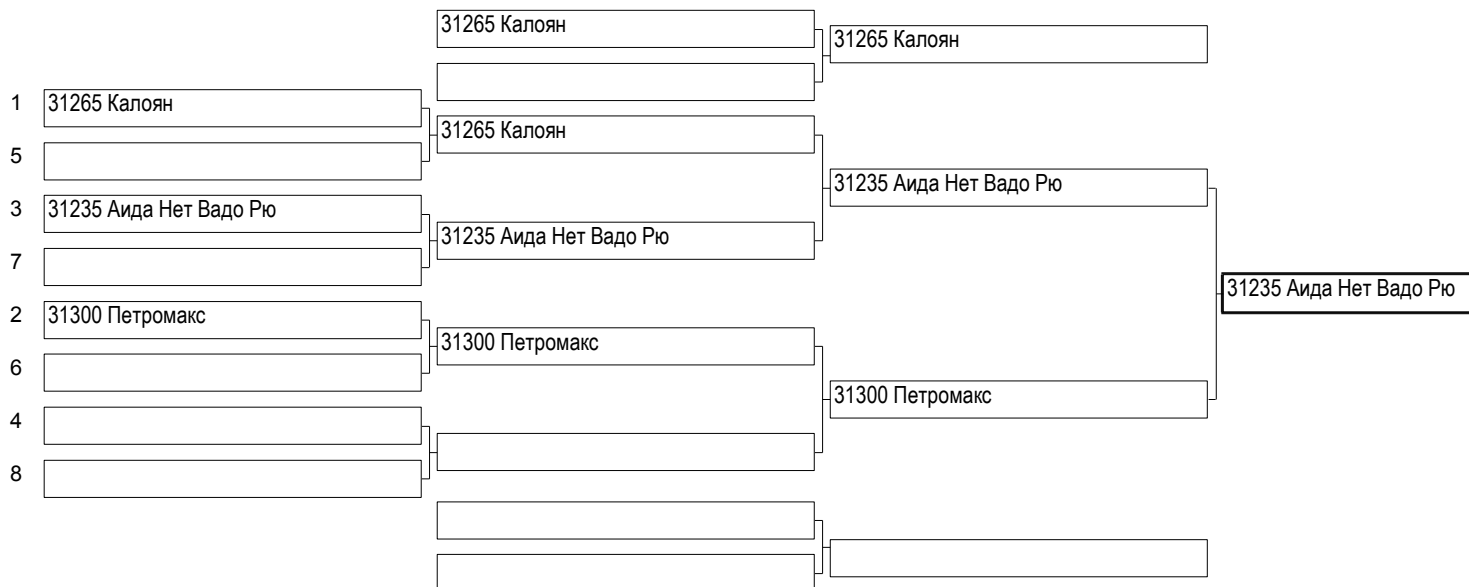 31265 Калоян
31265 Калоян
1 31265 Калоян
31265 Калоян
5
31235 Аида Нет Вадо Рю
3 31235 Аида Нет Вадо Рю
31235 Аида Нет Вадо Рю
7
31235 Аида Нет Вадо Рю
2 31300 Петромакс
31300 Петромакс
6
31300 Петромакс
4
8